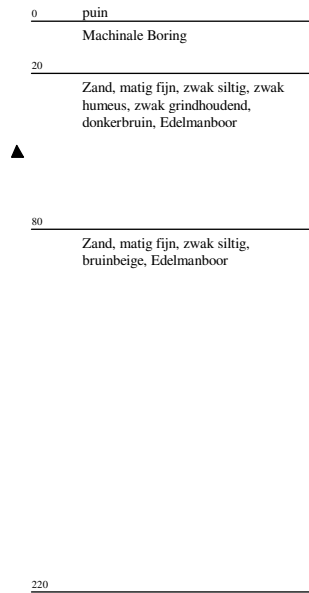 0 puin
Machinale Boring
20
Zand, matig fijn, zwak siltig, zwak
humeus, zwak grindhoudend,
donkerbruin, Edelmanboor
80
Zand, matig fijn, zwak siltig,
bruinbeige, Edelmanboor
220